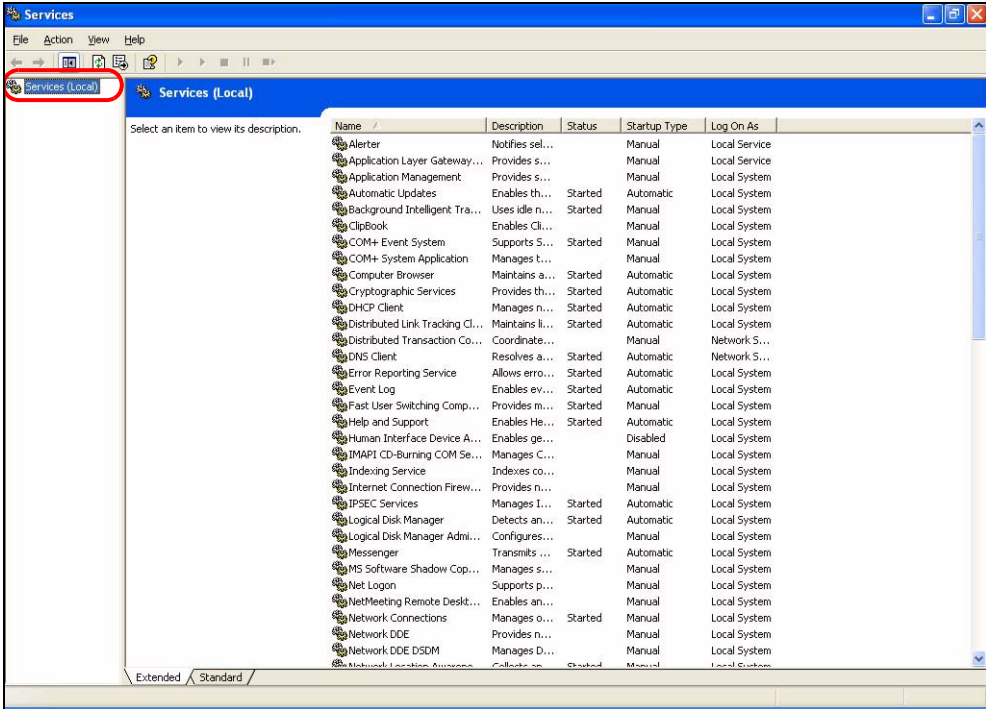 Services
File Action View Help
Services (Local)
Services (Local)
Select an item to view its description.
Name Description Status Startup Type Log On As
Alerter Notifies sel... Manual Local Service
Application Layer Gateway... Provides s... Manual Local Service
Application Management Provides s... Manual Local System
Automatic Updates Enables th... Started Automatic Local System
Background Intelligent Tra... Uses idle n... Started Manual Local System
ClipBook Enables Cli... Manual Local System
COM+ Event System Supports S... Started Manual Local System
COM+ System Application Manages t... Manual Local System
Computer Browser Maintains a... Started Automatic Local System
Cryptographic Services Provides th... Started Automatic Local System
DHCP Client Manages n... Started Automatic Local System
Distributed Link Tracking Cl... Maintains li... Started Automatic Local System
Distributed Transaction Co... Coordinate... Manual Network S...
DNS Client Resolves a... Started Automatic Network S...
Error Reporting Service Allows erro... Started Automatic Local System
Event Log Enables ev... Started Automatic Local System
Fast User Switching Comp... Provides m... Started Manual Local System
Help and Support Enables He... Started Automatic Local System
Human Interface Device A... Enables ge... Disabled Local System
IMAPI CD-Burning COM Se... Manages C... Manual Local System
Indexing Service Indexes co... Manual Local System
Internet Connection Firew... Provides n... Manual Local System
IPSEC Services Manages I... Started Automatic Local System
Logical Disk Manager Detects an... Started Automatic Local System
Logical Disk Manager Admi... Configures... Manual Local System
Messenger Transmits ... Started Automatic Local System
MS Software Shadow Cop... Manages s... Manual Local System
Net Logon Supports p... Manual Local System
NetMeeting Remote Deskt... Enables an... Manual Local System
Network Connections Manages o... Started Manual Local System
Network DDE Provides n... Manual Local System
Network DDE DSDM Manages D... Manual Local System
Network Location Awarene... Collects an... Started Manual Local System
Extended Standard